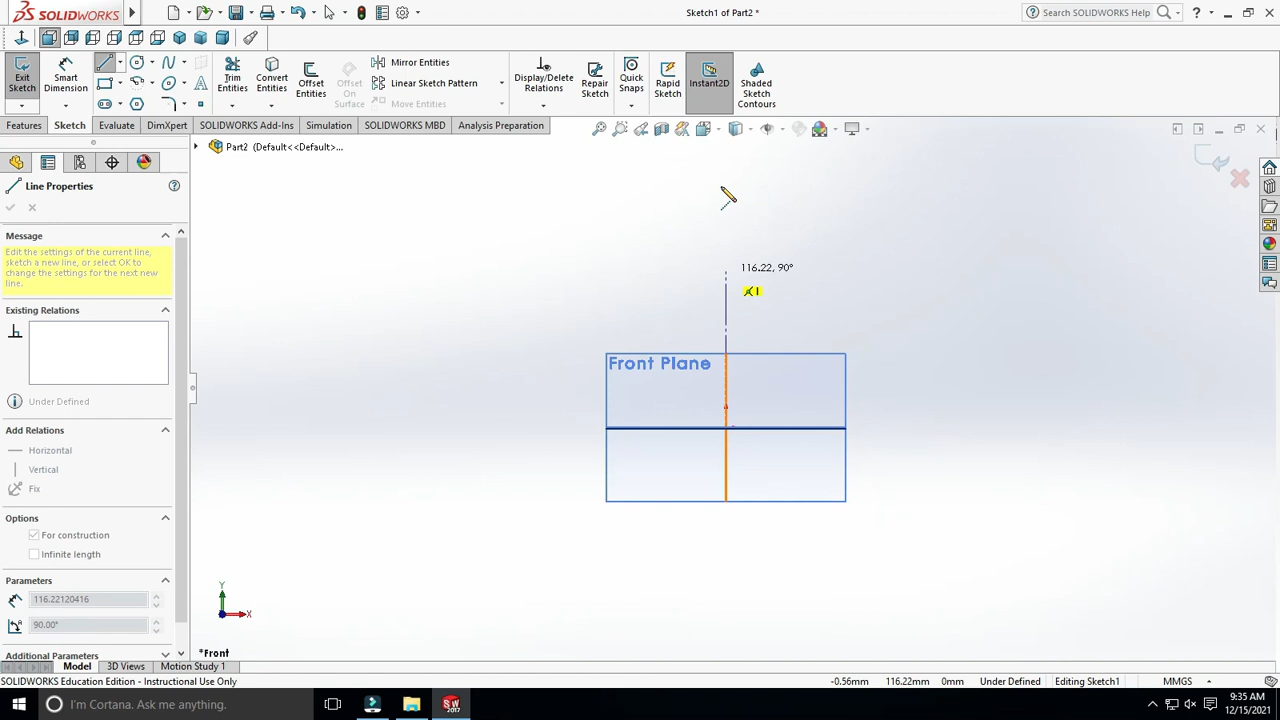 SOLIDWORKS
Sketch1 of Part2 *
Search SOLIDWORKS Help
Exit Sketch
Smart Dimension
Trim Entities
Convert Entities
Offset Entities
Offset On Surface
Mirror Entities
Linear Sketch Pattern
Move Entities
Display/Delete Relations
Repair Sketch
Quick Snaps
Rapid Sketch
Instant2D
Shaded Sketch Contours
Features Sketch Evaluate DimXpert SOLIDWORKS Add-Ins Simulation SOLIDWORKS MBD Analysis Preparation
Part2 (Default<<Default>...
Line Properties
Message
Edit the settings of the current line,
sketch a new line, or select OK to
change the settings for the next new
line.
Existing Relations
Under Defined
Add Relations
Horizontal
Vertical
Fix
Options
For construction
Infinite length
Parameters
116.22120416
90.00°
Additional Parameters
116.22, 90°
Front Plane
Y
X
*Front
Model 3D Views Motion Study 1
SOLIDWORKS Education Edition - Instructional Use Only
-0.56mm 116.22mm 0mm Under Defined Editing Sketch1 MMGS
I'm Cortana. Ask me anything.
SW
2017
9:35 AM
12/15/2021